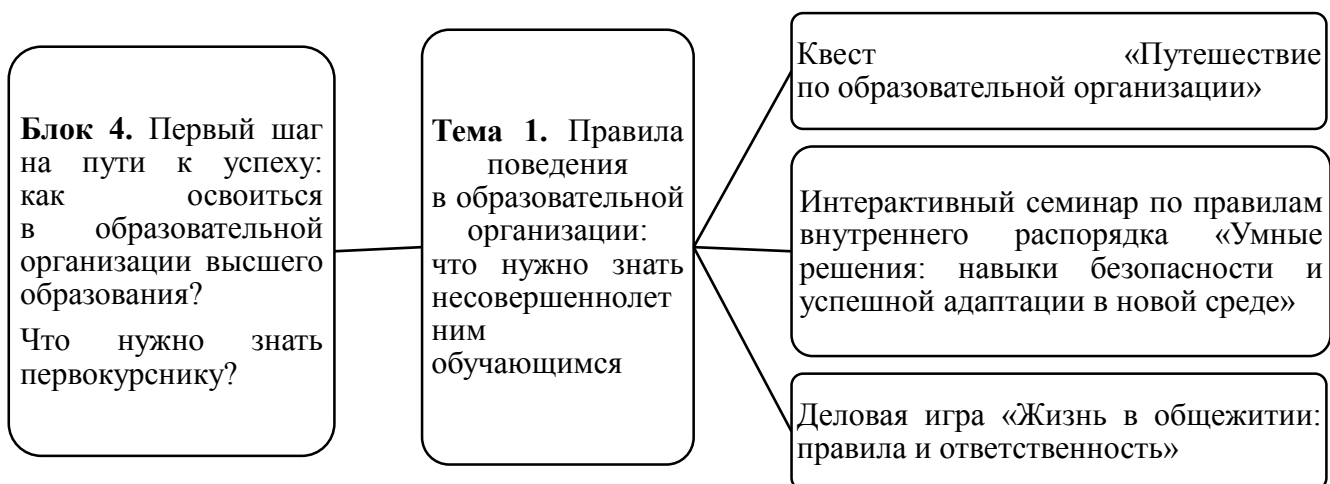 Блок 4. Первый шаг
на пути к успеху:
как освоиться
в образовательной
организации высшего
образования?
Что нужно знать
первокурснику?
Тема 1. Правила
поведения
в образовательной
организации:
что нужно знать
несовершеннолет
ним
обучающимся
Квест «Путешествие
по образовательной организации»
Интерактивный семинар по правилам
внутреннего распорядка «Умные
решения: навыки безопасности и
успешной адаптации в новой среде»
Деловая игра «Жизнь в общежитии:
правила и ответственность»